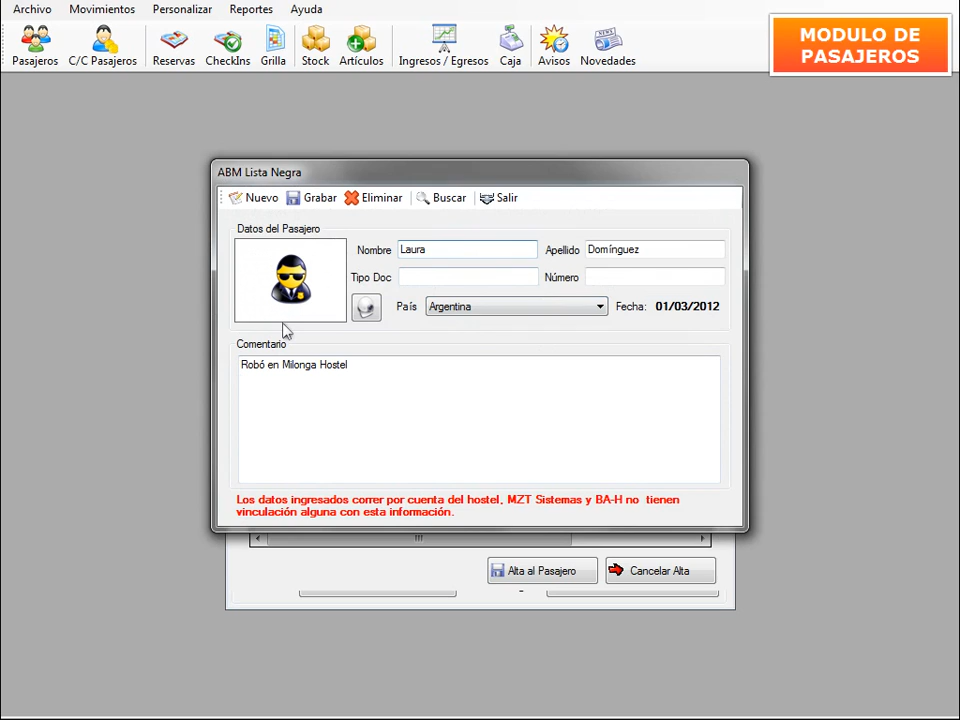 Archivo Movimientos Personalizar Reportes Ayuda
Pasajeros C/C Pasajeros Reservas CheckIns Grilla Stock Artículos Ingresos / Egresos Caja Avisos Novedades
MODULO DE
PASAJEROS
ABM Lista Negra
Nuevo Grabar Eliminar Buscar Salir
Datos del Pasajero
Nombre Laura Apellido Domínguez
Tipo Doc Número
País Argentina Fecha: 01/03/2012
Comentario
Robó en Milonga Hostel
Los datos ingresados correr por cuenta del hostel, MZT Sistemas y BA-H no tienen
vinculación alguna con esta información.
Alta al Pasajero Cancelar Alta